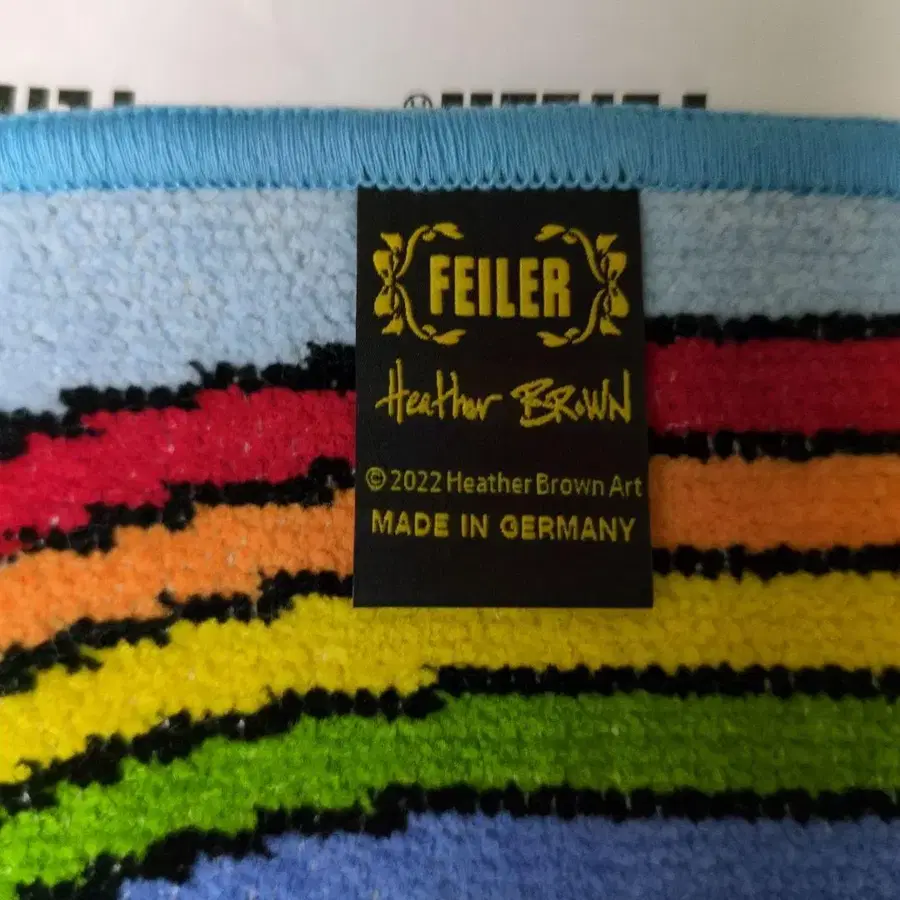 FEILER
Heather BROWN
© 2022 Heather Brown Art
MADE IN GERMANY